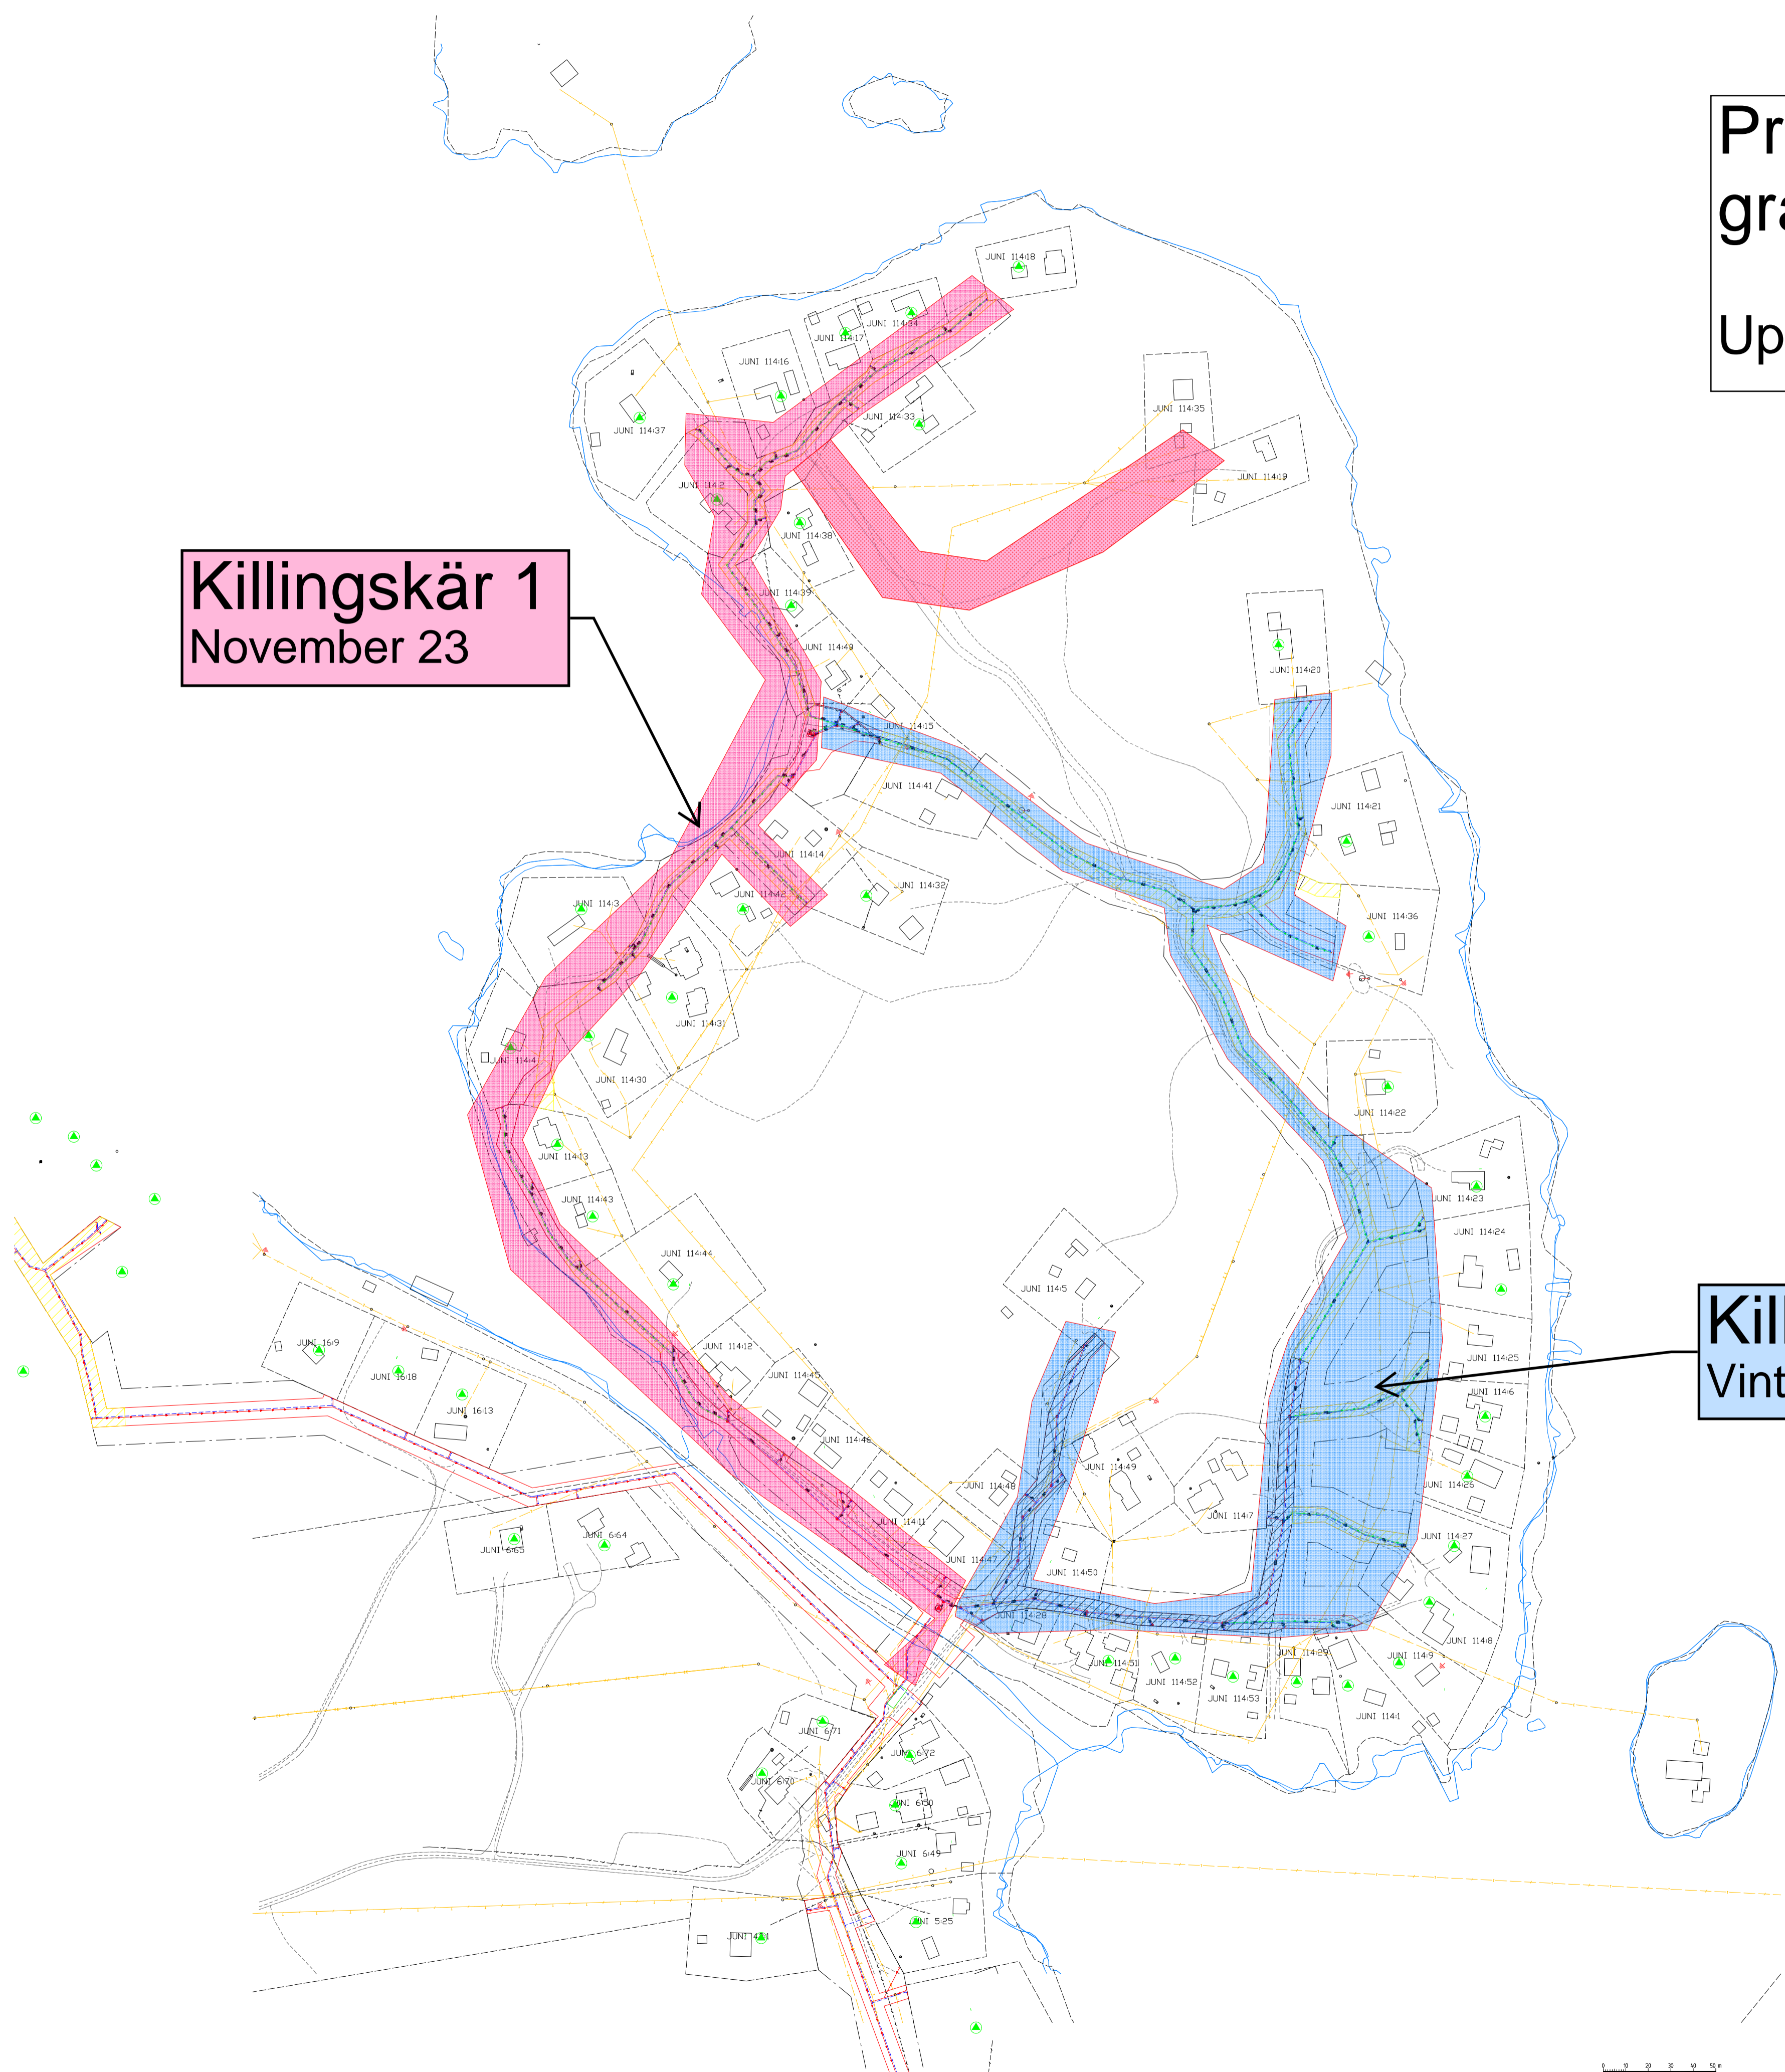 Pr
gra
Up
JUNI 114:18
JUNI 114:34
JUNI 114:17
JUNI 114:16
JUNI 114:35
JUNI 114:33
JUNI 114:37
JUNI 114:19
JUNI 114:2
JUNI 114:38
Killingskär 1
November 23
JUNI 114:39
JUNI 114:40
JUNI 114:20
JUNI 114:15
JUNI 114:41
JUNI 114:21
JUNI 114:14
JUNI 114:32
JUNI 114:42
JUNI 114:3
JUNI 114:36
JUNI 114:31
JUNI 114:4
JUNI 114:30
JUNI 114:22
JUNI 114:13
JUNI 114:43
JUNI 114:23
JUNI 114:24
JUNI 114:44
JUNI 114:5
Kill
Vint
JUNI 16:9
JUNI 114:12
JUNI 114:25
JUNI 16:18
JUNI 114:45
JUNI 114:6
JUNI 16:13
JUNI 114:46
JUNI 114:49
JUNI 114:48
JUNI 114:26
JUNI 114:7
JUNI 114:11
JUNI 6:64
JUNI 114:27
JUNI 6:65
JUNI 114:47
JUNI 114:50
JUNI 114:28
JUNI 114:8
JUNI 114:29
JUNI 114:9
JUNI 114:51
JUNI 114:52
JUNI 114:53
JUNI 114:1
JUNI 6:71
JUNI 6:72
JUNI 6:70
JUNI 6:50
JUNI 6:49
JUNI 5:25
0 10 20 30 40 50 m